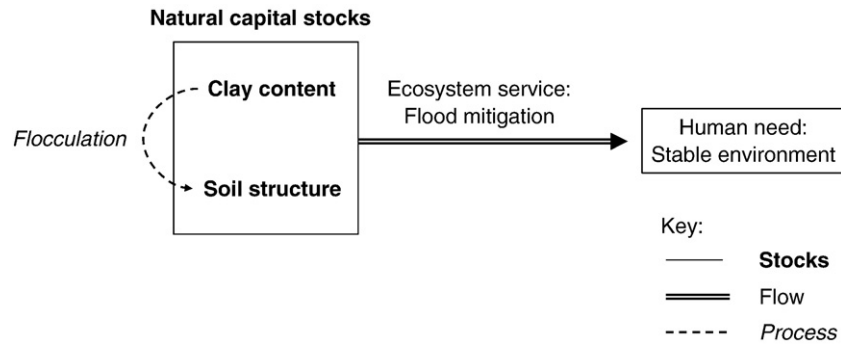 Natural capital stocks
Clay content
Flocculation
Soil structure
Ecosystem service:
Flood mitigation
Human need:
Stable environment
Key:
Stocks
Flow
Process